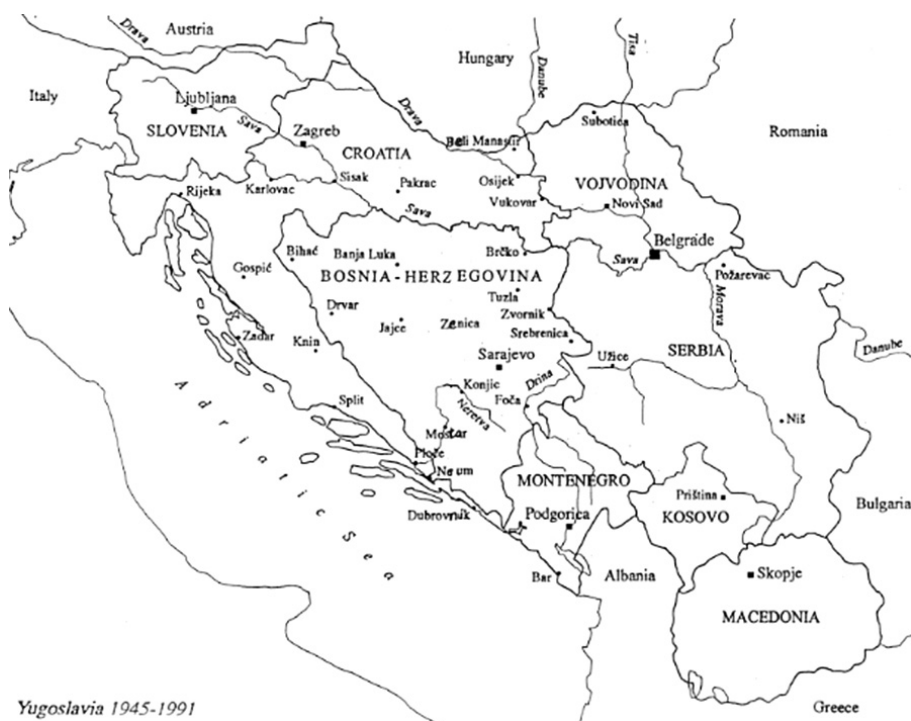 Austria
Drava
Hungary
Tisa
Danube
Italy
Ljubljana
SLOVENIA
Sava
Zagreb
Drava
CROATIA
Beli Manastir
Subotica
Romania
Rijeka
Karlovac
Sisak
Pakrac
Osijek
Vukovar
VOJVODINA
Novi Sad
Sava
Bihać
Banja Luka
Brčko
Belgrade
Sava
Požarevac
Gospić
BOSNIA-HERZEGOVINA
Tuzla
Zvornik
Morava
Drvar
Jajce
Zenica
Srebrenica
Zadar
Knin
Sarajevo
Užice
SERBIA
Danube
Konjic
Drina
Foča
Neretva
Split
Mostar
Niš
Ploče
Neum
MONTENEGRO
Priština
KOSOVO
Bulgaria
Adriatic Sea
Dubrovnik
Podgorica
Bar
Albania
Skopje
MACEDONIA
Yugoslavia 1945-1991
Greece